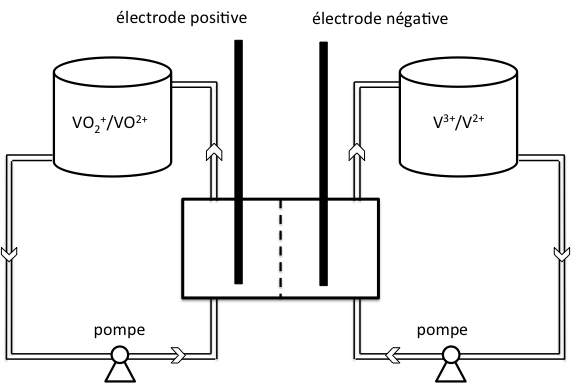 électrode positive
électrode négative
VO₂⁺/VO²⁺
V³⁺/V²⁺
pompe
pompe